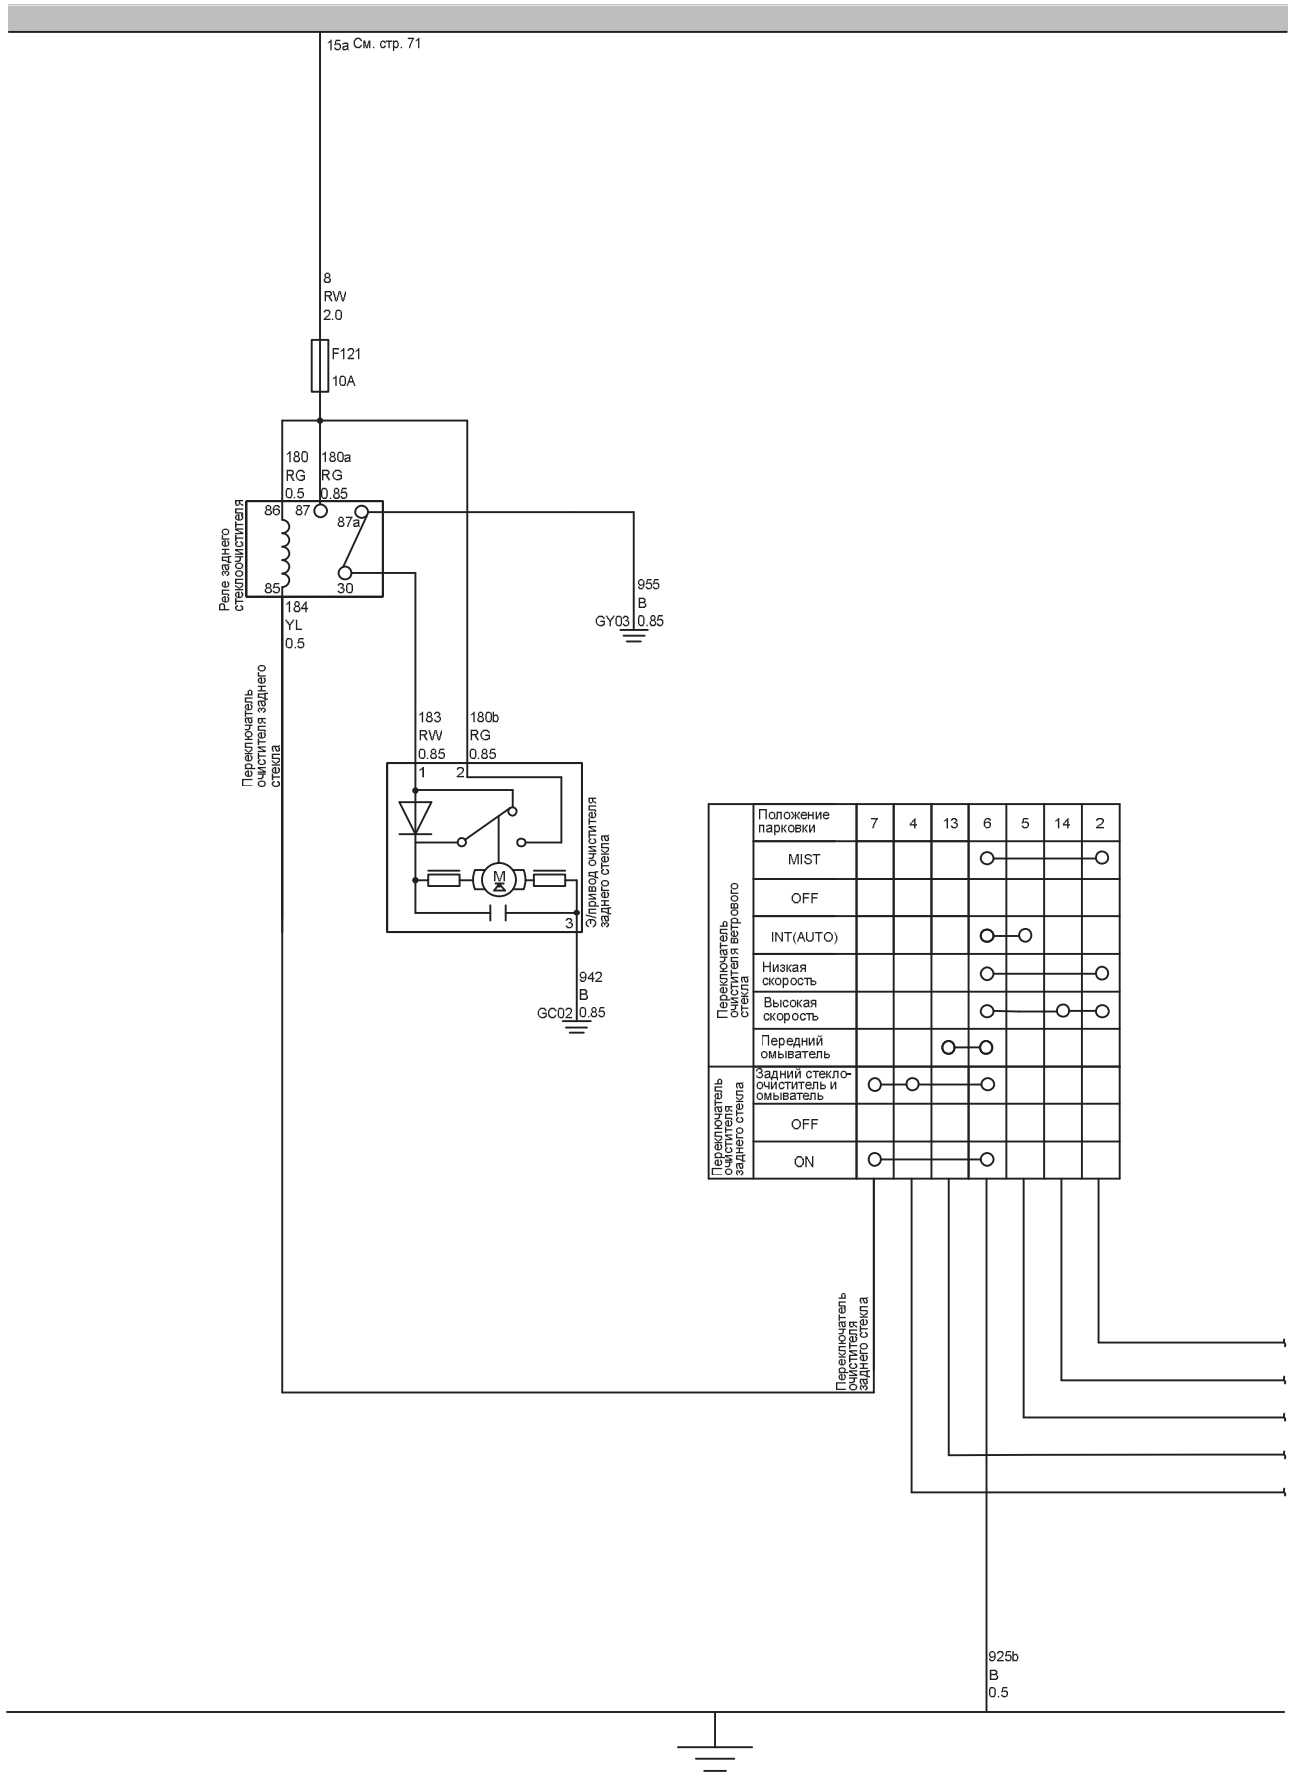 15a См. стр. 71
8
RW
2.0
F121
10A
180
RG
0.5
180a
RG
0.85
86
87
87a
85
30
Реле заднего
стеклоочистителя
184
YL
0.5
955
B
GY03
0.85
Переключатель
очистителя заднего
стекла
183
RW
0.85
180b
RG
0.85
1
2
M
3
Э/привод очистителя
заднего стекла
942
B
GC02
0.85
Переключатель
очистителя ветрового
стекла
Положение
парковки
7
4
13
6
5
14
2
MIST
OFF
INT(AUTO)
Низкая
скорость
Высокая
скорость
Передний
омыватель
Переключатель
очистителя
заднего стекла
Задний стекло-
очиститель и
омыватель
OFF
ON
Переключатель
очистителя
заднего стекла
925b
B
0.5